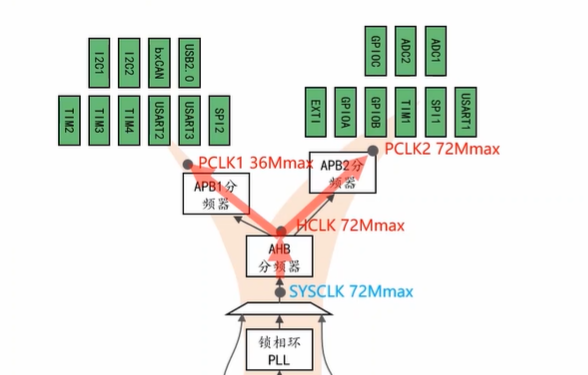 I2C1
I2C2
bxCAN
USB2.0
GPIOC
ADC2
ADC1
TIM2
TIM3
TIM4
USART2
USART3
SPI2
EXTI
GPIOA
GPIOB
TIM1
SPI1
USART1
PCLK1 36Mmax
PCLK2 72Mmax
APB1分
频器
APB2分
频器
HCLK 72Mmax
AHB
分频器
SYSCLK 72Mmax
锁相环
PLL